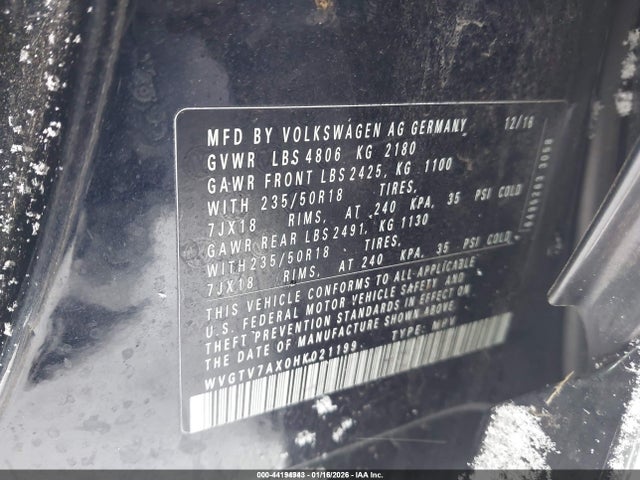 MFD BY VOLKSWAGEN AG GERMANY 12/16
GVWR LBS 4806 KG 2180
GAWR FRONT LBS 2425, KG 1100
WITH 235/50R18 TIRES,
7JX18 RIMS, AT 240 KPA, 35 PSI COLD
GAWR REAR LBS 2491, KG 1130
WITH 235/50R18 TIRES,
7JX18 RIMS, AT 240 KPA, 35 PSI COLD
THIS VEHICLE CONFORMS TO ALL APPLICABLE
U.S. FEDERAL MOTOR VEHICLE SAFETY AND
THEFT PREVENTION STANDARDS IN EFFECT ON
THE DATE OF MANUFACTURE SHOWN ABOVE.
WVGTV7AX0HK021199 TYPE: MPV
000-44194943 | 01/16/2026 - IAA Inc.